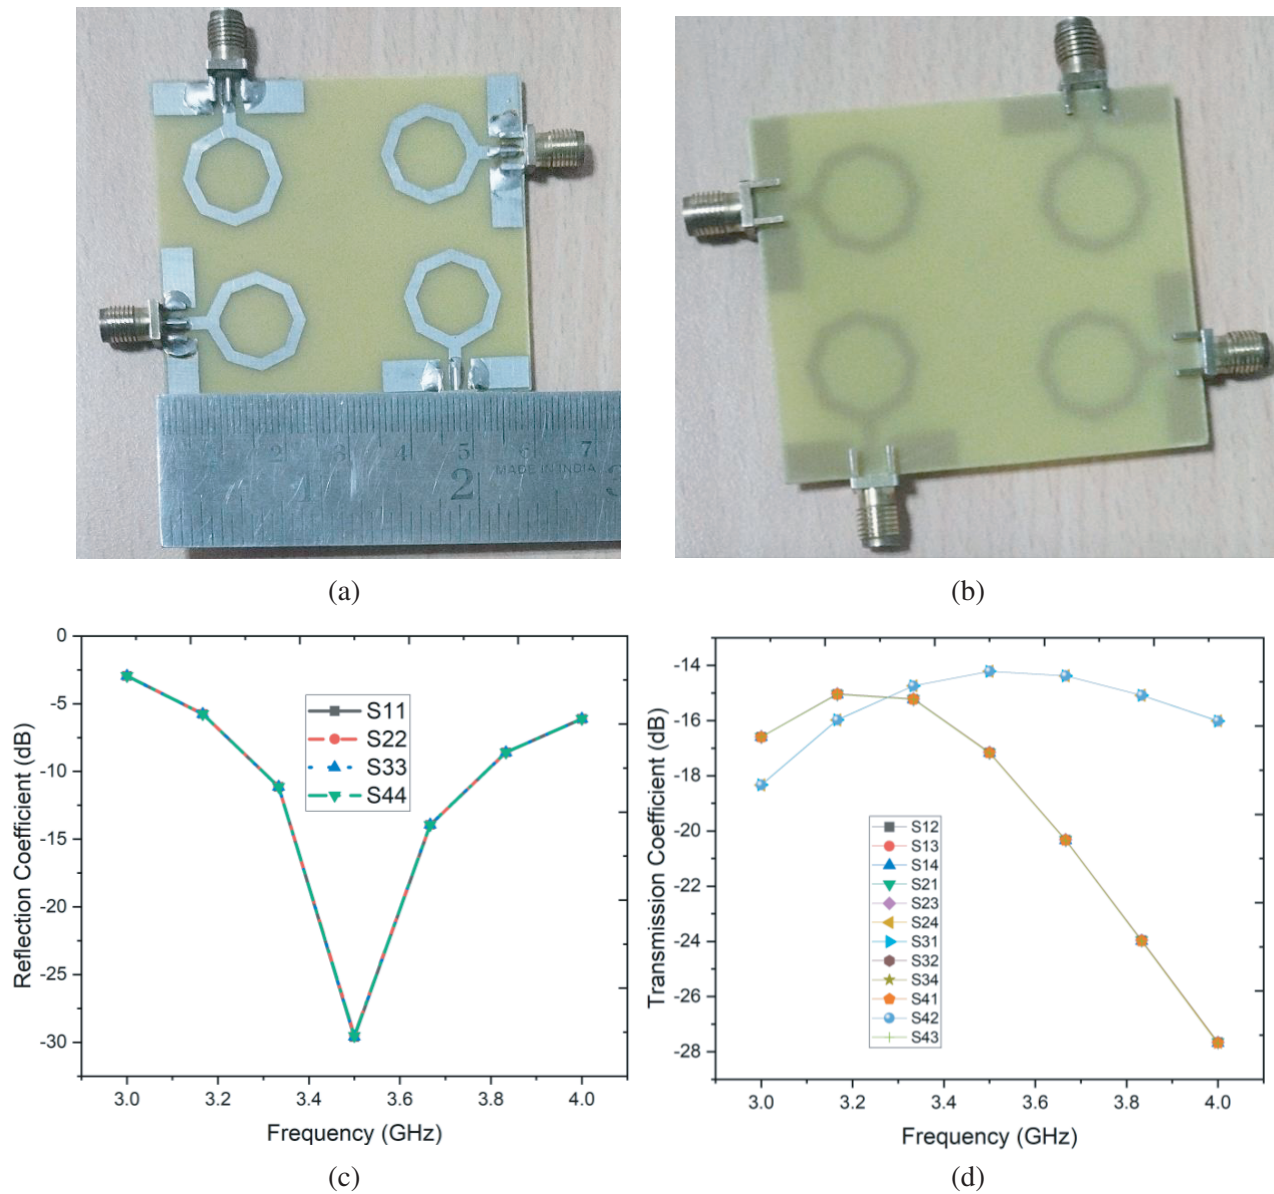 2 3 4 5 6 7
MADE IN INDIA
1 2 3
(a)
(b)
0
-5
-10
-15
-20
-25
-30
Reflection Coefficient (dB)
S11
S22
S33
S44
3.0 3.2 3.4 3.6 3.8 4.0
Frequency (GHz)
(c)
-14
-16
-18
-20
-22
-24
-26
-28
Transmission Coefficient (dB)
S12
S13
S14
S21
S23
S24
S31
S32
S34
S41
S42
S43
3.0 3.2 3.4 3.6 3.8 4.0
Frequency (GHz)
(d)